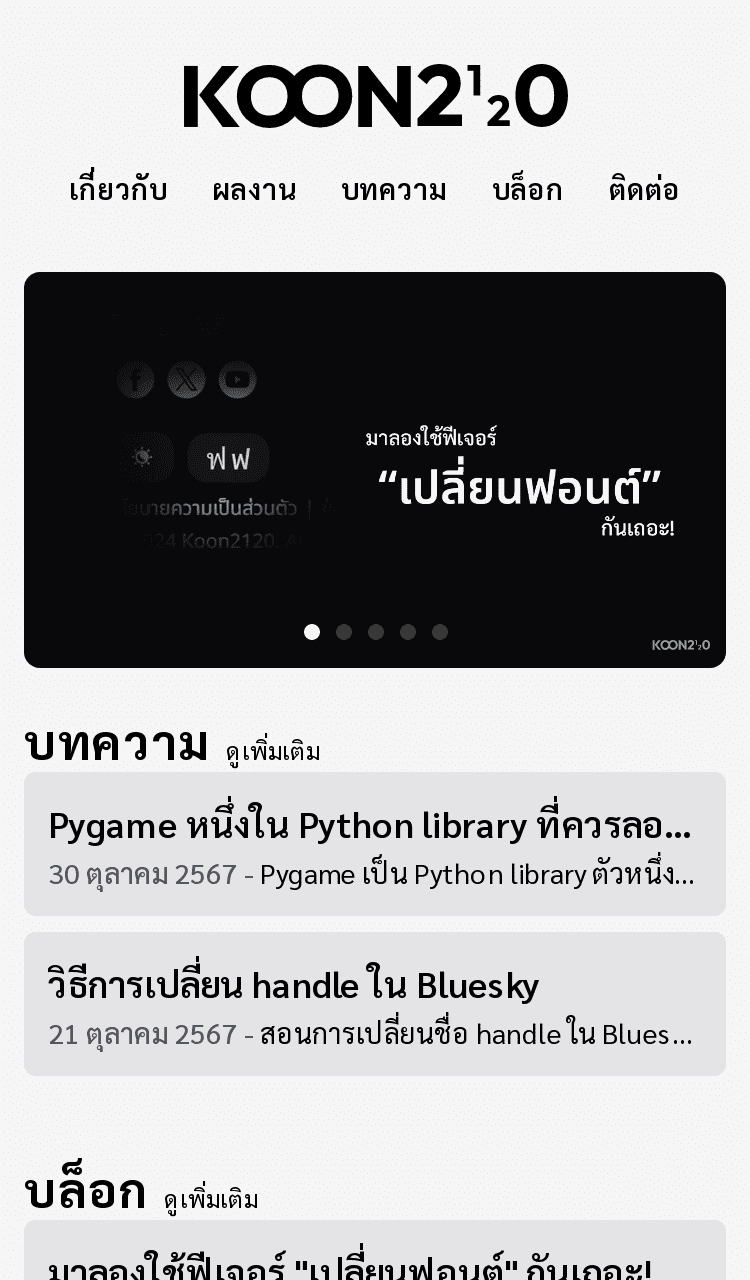 KOON2120
เกี่ยวกับ ผลงาน บทความ บล็อก ติดต่อ
ฟ ฟ
มาลองใช้ฟีเจอร์
“เปลี่ยนฟอนต์”
กันเถอะ!
ยบายความเป็นส่วนตัว |
024 Koon2120.
KOON2120
บทความ ดูเพิ่มเติม
Pygame หนึ่งใน Python library ที่ควรลอ...
30 ตุลาคม 2567 - Pygame เป็น Python library ตัวหนึ่ง...
วิธีการเปลี่ยน handle ใน Bluesky
21 ตุลาคม 2567 - สอนการเปลี่ยนชื่อ handle ใน Blues...
บล็อก ดูเพิ่มเติม
มาลองใช้ฟีเจอร์ "เปลี่ยนฟอนต์" กันเถอะ!